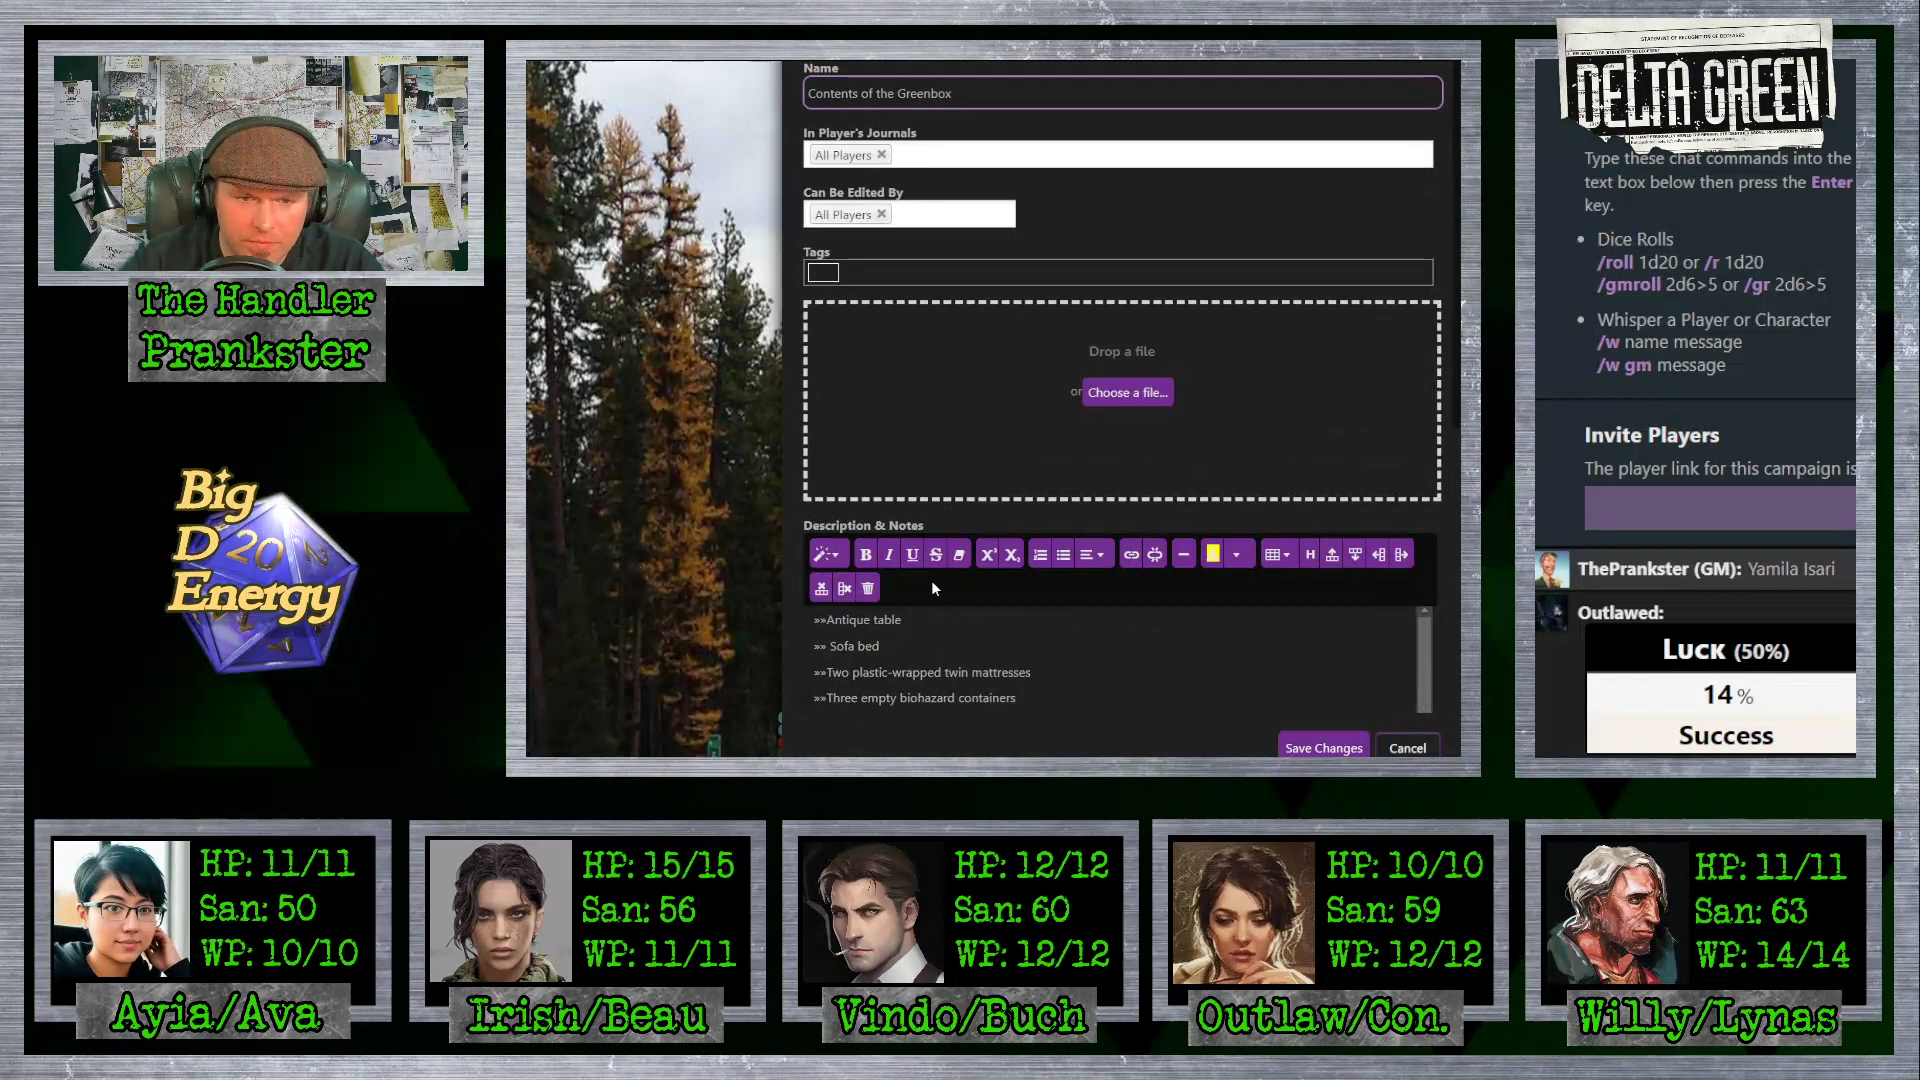 The Handler
Prankster
Big
D20
Energy
Name
Contents of the Greenbox
In Player's Journals
All Players
Can Be Edited By
All Players
Tags
Drop a file
or Choose a file...
Description & Notes
»»Antique table
»» Sofa bed
»»Two plastic-wrapped twin mattresses
»»Three empty biohazard containers
Save Changes
Cancel
STATEMENT OF RECOGNITION OF DECEASED
DELTA GREEN
Type these chat commands into the
text box below then press the Enter
key.
• Dice Rolls
/roll 1d20 or /r 1d20
/gmroll 2d6>5 or /gr 2d6>5
• Whisper a Player or Character
/w name message
/w gm message
Invite Players
The player link for this campaign is
ThePrankster (GM): Yamila Isari
Outlawed:
Luck (50%)
14 %
Success
HP: 11/11
San: 50
WP: 10/10
Ayia/Ava
HP: 15/15
San: 56
WP: 11/11
Irish/Beau
HP: 12/12
San: 60
WP: 12/12
Vindo/Buch
HP: 10/10
San: 59
WP: 12/12
Outlaw/Con.
HP: 11/11
San: 63
WP: 14/14
Willy/Lynas